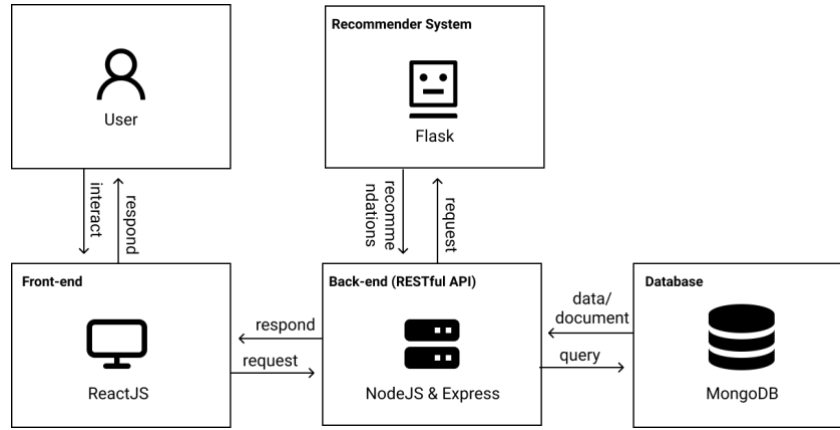 User
Recommender System
Flask
interact
respond
recomme
ndations
request
Front-end
ReactJS
respond
request
Back-end (RESTful API)
NodeJS & Express
data/
document
query
Database
MongoDB